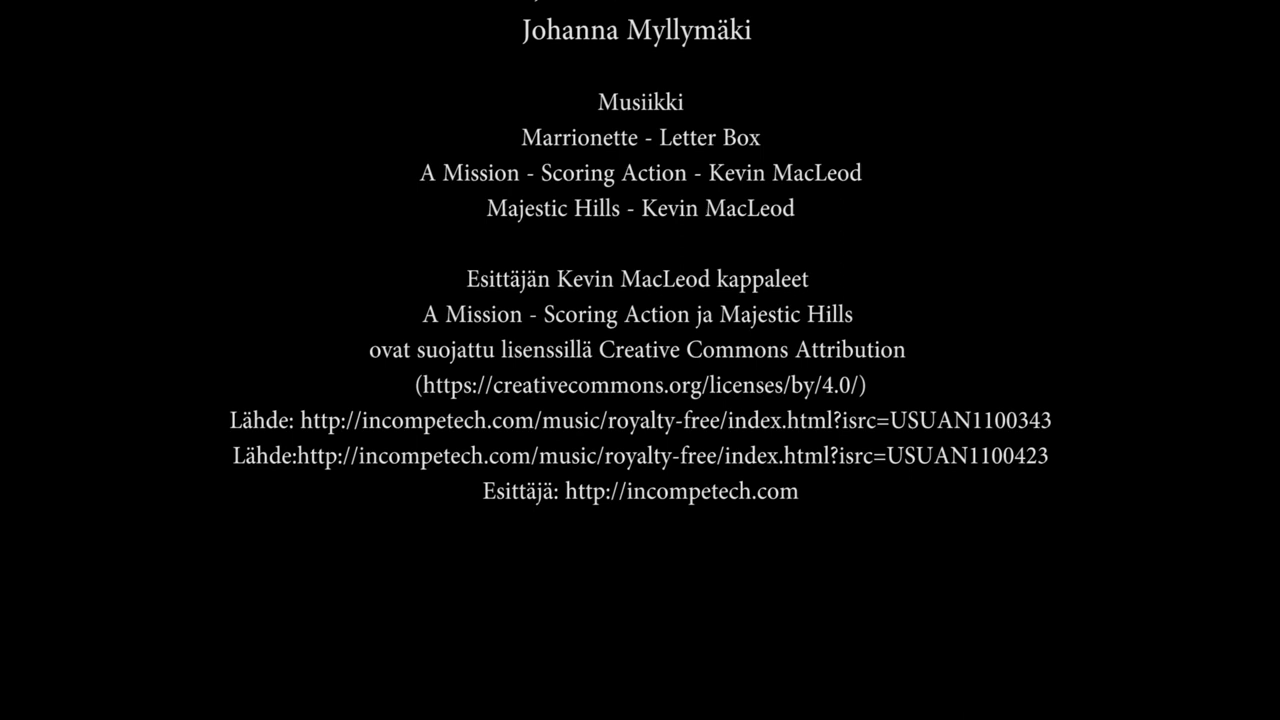 Johanna Myllymäki
Musiikki
Marrionette - Letter Box
A Mission - Scoring Action - Kevin MacLeod
Majestic Hills - Kevin MacLeod
Esittäjän Kevin MacLeod kappaleet
A Mission - Scoring Action ja Majestic Hills
ovat suojattu lisenssillä Creative Commons Attribution
(https://creativecommons.org/licenses/by/4.0/)
Lähde: http://incompetech.com/music/royalty-free/index.html?isrc=USUAN1100343
Lähde:http://incompetech.com/music/royalty-free/index.html?isrc=USUAN1100423
Esittäjä: http://incompetech.com